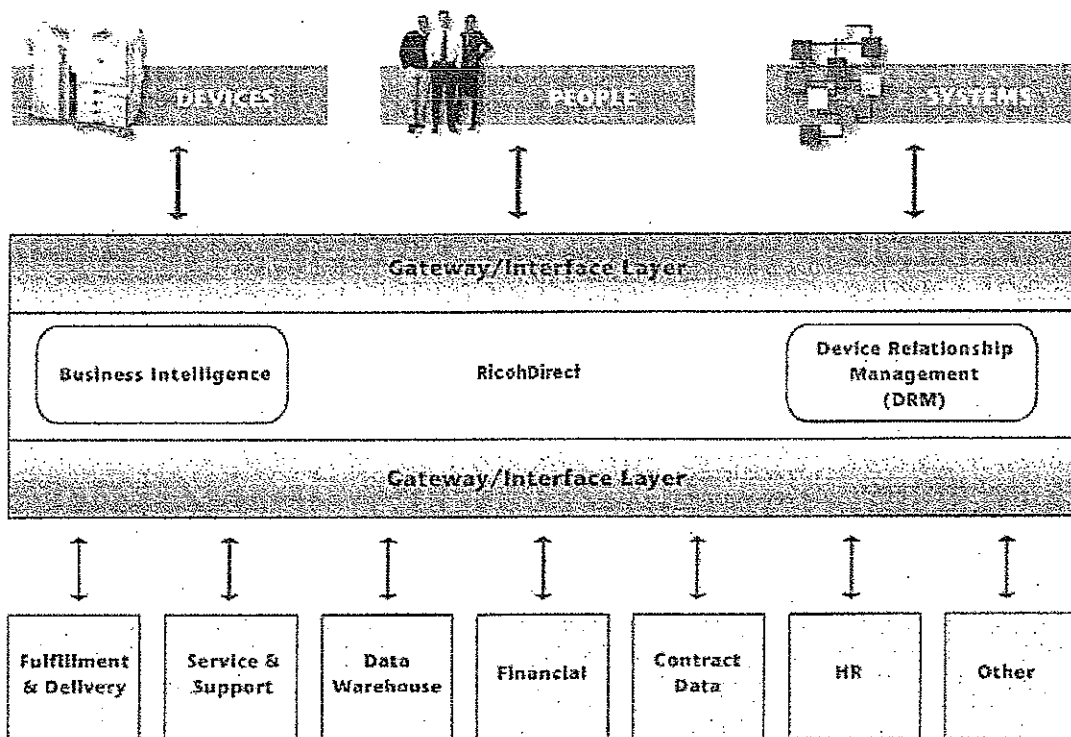 DEVICES
PEOPLE
SYSTEMS
Gateway/Interface Layer
Business Intelligence
RicohDirect
Device Relationship
Management
(DRM)
Gateway/Interface Layer
Fulfillment
& Delivery
Service &
Support
Data
Warehouse
Financial
Contract
Data
HR
Other